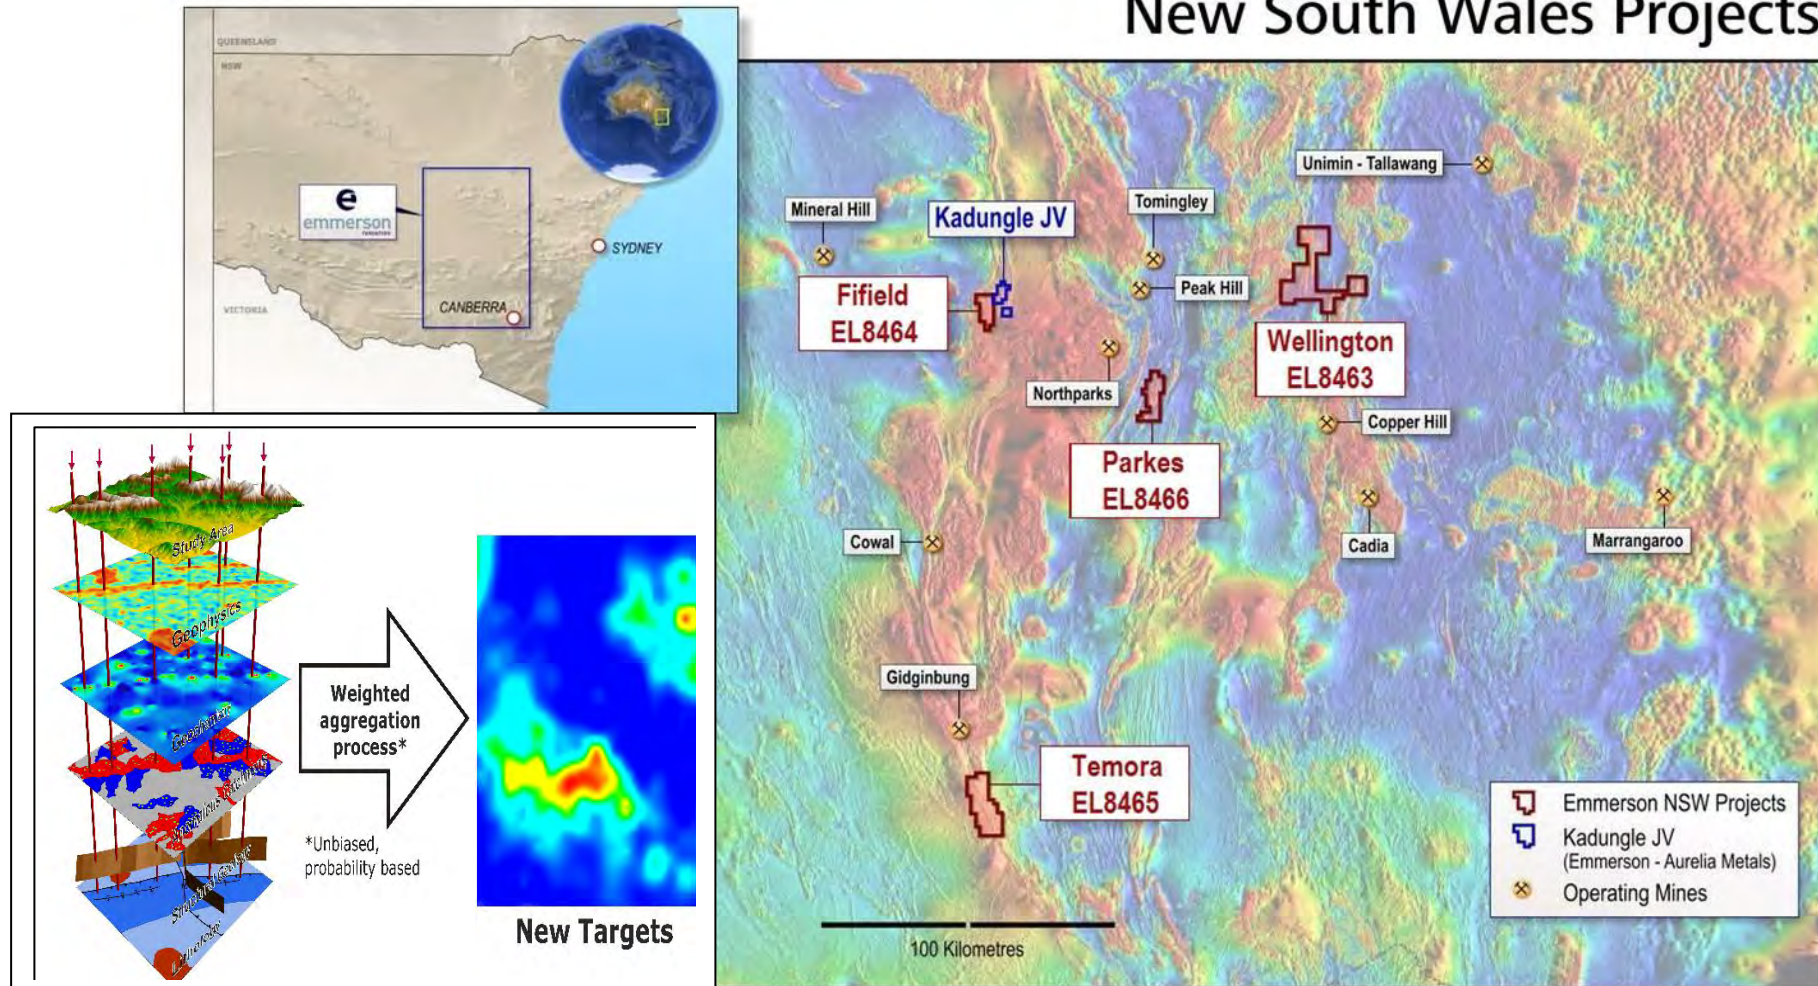 New South Wales Projects
QUEENSLAND
NSW
e
emmerson
SYDNEY
CANBERRA
VICTORIA
Unimin - Tallawang
Mineral Hill
Kadungle JV
Tomingley
Fifield
EL8464
Peak Hill
Wellington
EL8463
Northparks
Copper Hill
Parkes
EL8466
Cowal
Cadia
Marrangaroo
Gidginbung
Temora
EL8465
100 Kilometres
Emmerson NSW Projects
Kadungle JV
(Emmerson - Aurelia Metals)
Operating Mines
Study Area
Geophysics
Lithology
Weighted
aggregation
process*
*Unbiased,
probability based
New Targets